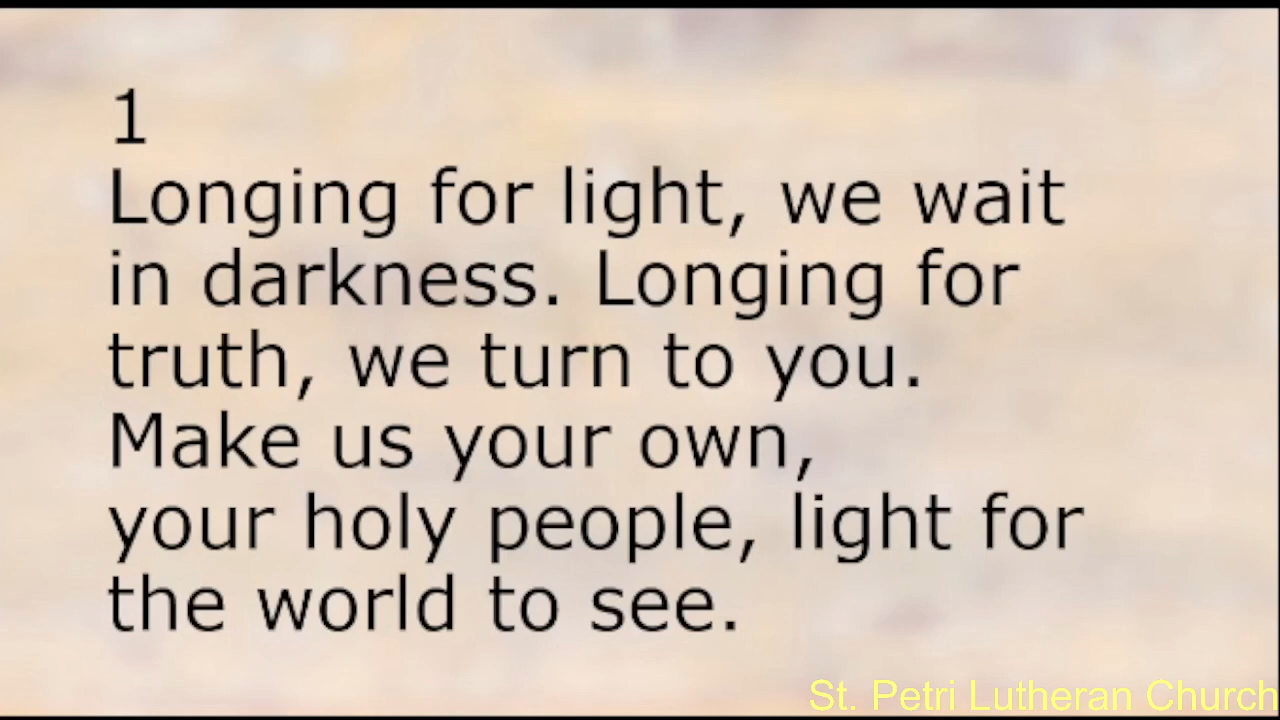 1
Longing for light, we wait
in darkness. Longing for
truth, we turn to you.
Make us your own,
your holy people, light for
the world to see.
St. Petri Lutheran Church